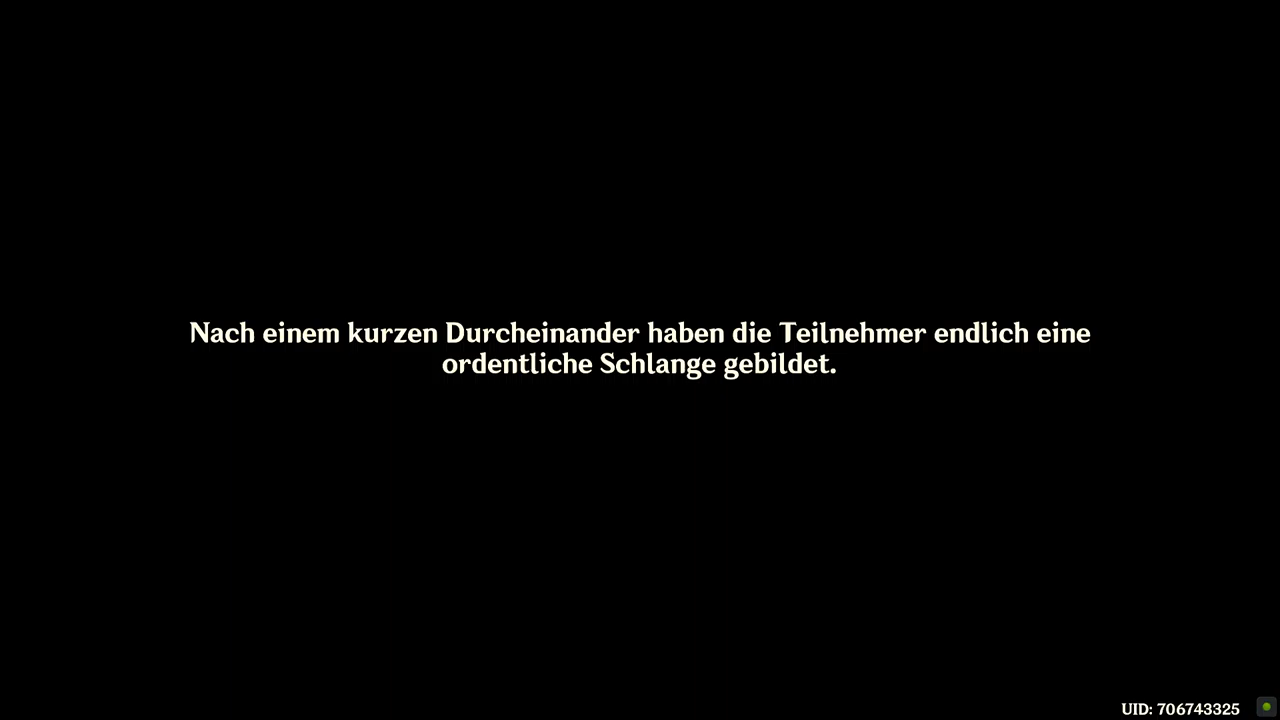 Nach einem kurzen Durcheinander haben die Teilnehmer endlich eine
ordentliche Schlange gebildet.
UID: 706743325